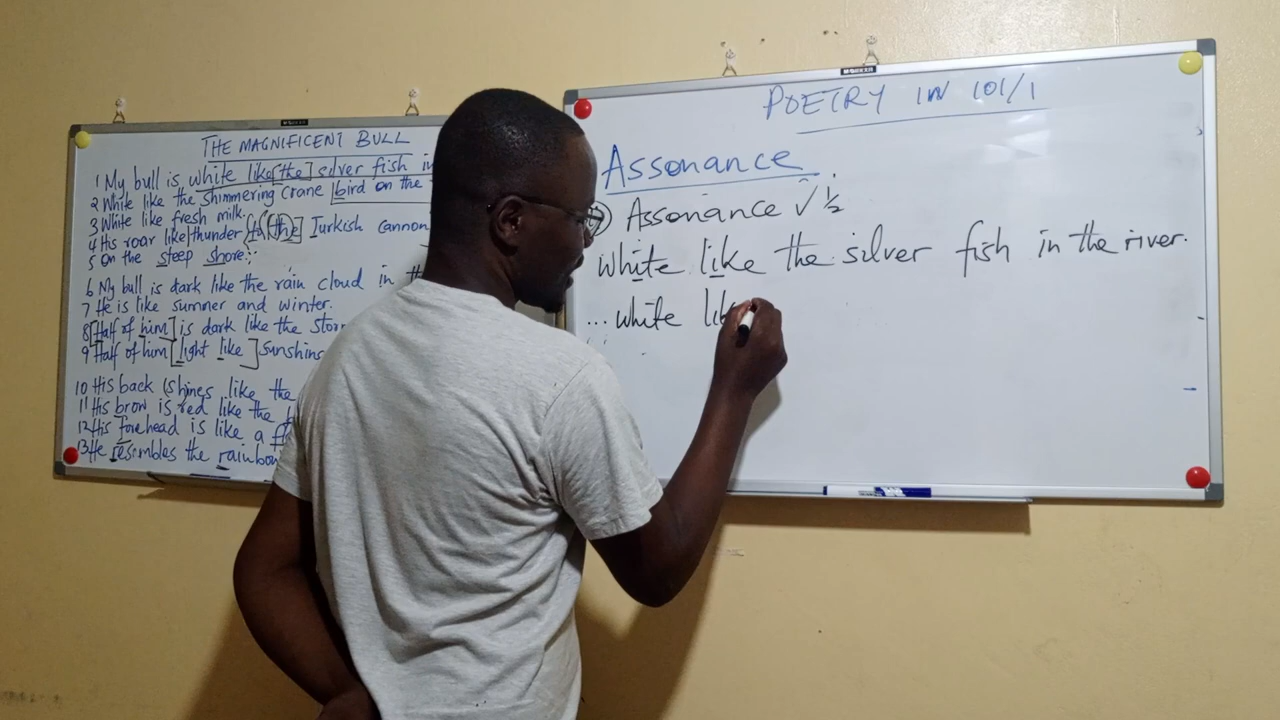 THE MAGNIFICENT BULL
1 My bull is white like [the] silver fish in
2 White like the shimmering crane bird on the
3 White like fresh milk.
4 His roar like thunder to the Turkish cannon
5 On the steep shore.
6 My bull is dark like the rain cloud in the
7 He is like summer and winter.
8 [Half of him] is dark like the storm
9 Half of him [light like] sunshine
10 His back (shines like the
11 His brow is red like the
12 His forehead is like a
13 He resembles the rainbow
POETRY IN 101/1
Assonance
Assonance √ ½
White like the silver fish in the river.
... white lik